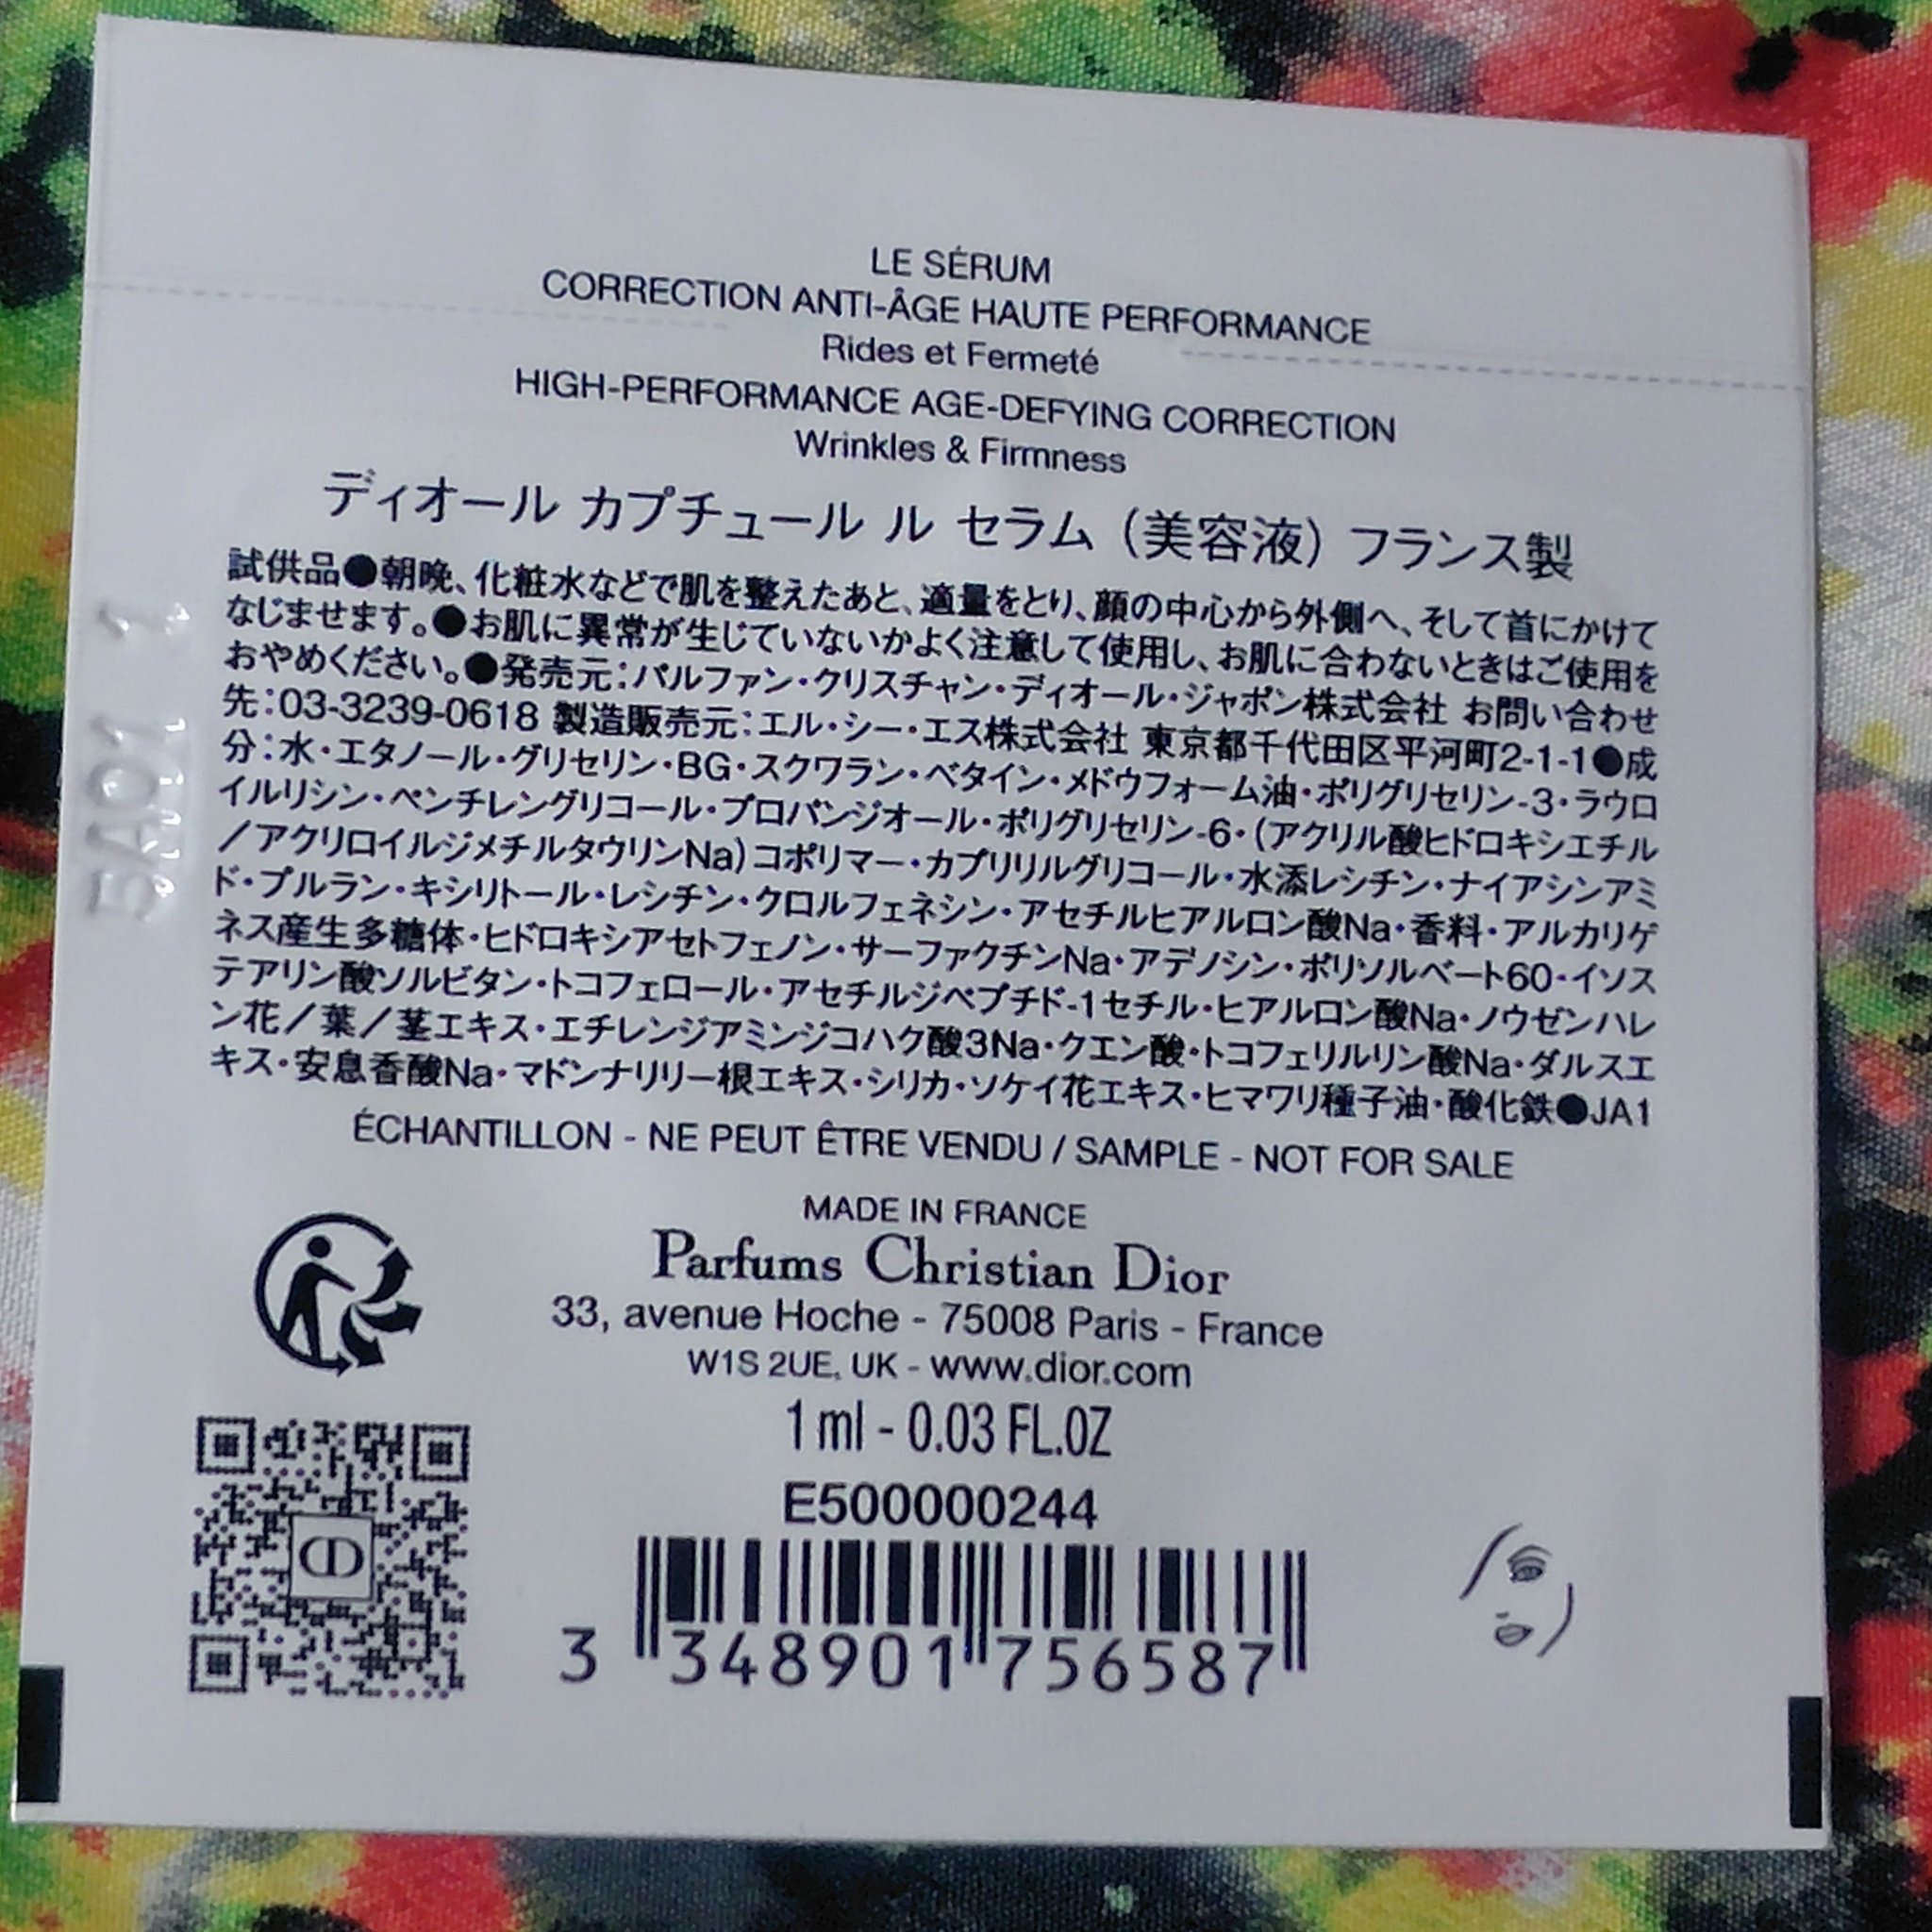 LE SÉRUM
CORRECTION ANTI-ÂGE HAUTE PERFORMANCE
Rides et Fermeté
HIGH-PERFORMANCE AGE-DEFYING CORRECTION
Wrinkles & Firmness
ディオール カプチュール ル セラム（美容液）フランス製
試供品●朝晩、化粧水などで肌を整えたあと、適量をとり、顔の中心から外側へ、そして首にかけて
なじませます。●お肌に異常が生じていないかよく注意して使用し、お肌に合わないときはご使用を
おやめください。●発売元：パルファン・クリスチャン・ディオール・ジャポン株式会社 お問い合わせ
先：03-3239-0618 製造販売元：エル・シー・エス株式会社 東京都千代田区平河町2-1-1●成
分：水・エタノール・グリセリン・BG・スクワラン・ベタイン・メドウフォーム油・ポリグリセリン-3・ラウロ
イルリシン・ペンチレングリコール・プロパンジオール・ポリグリセリン-6・（アクリル酸ヒドロキシエチル
／アクリロイルジメチルタウリンNa）コポリマー・カプリリルグリコール・水添レシチン・ナイアシンアミ
ド・プルラン・キシリトール・レシチン・クロルフェネシン・アセチルヒアルロン酸Na・香料・アルカリゲ
ネス産生多糖体・ヒドロキシアセトフェノン・サーファクチンNa・アデノシン・ポリソルベート60・イソス
テアリン酸ソルビタン・トコフェロール・アセチルジペプチド-1セチル・ヒアルロン酸Na・ノウゼンハレ
ン花／葉／茎エキス・エチレンジアミンジコハク酸3Na・クエン酸・トコフェリルリン酸Na・ダルスエ
キス・安息香酸Na・マドンナリリー根エキス・シリカ・ソケイ花エキス・ヒマワリ種子油・酸化鉄●JA1
ÉCHANTILLON - NE PEUT ÊTRE VENDU / SAMPLE - NOT FOR SALE
MADE IN FRANCE
Parfums Christian Dior
33, avenue Hoche - 75008 Paris - France
W1S 2UE, UK - www.dior.com
1 ml - 0.03 FL.OZ
E500000244
3 348901 756587
5A01 1
CD